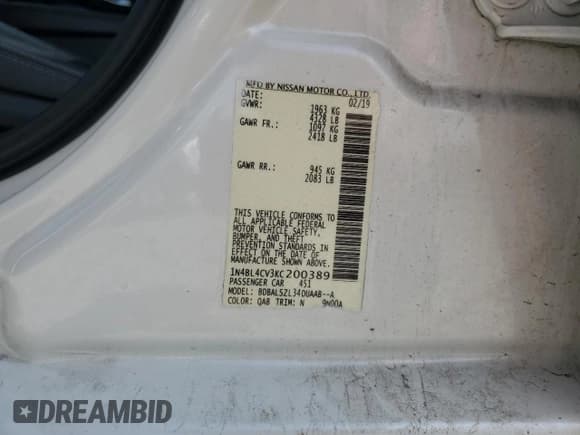 MFD BY NISSAN MOTOR CO., LTD.
DATE: 02/19
GVWR: 1963 KG
4328 LB
GAWR FR.: 1097 KG
2418 LB
GAWR RR.: 945 KG
2083 LB
THIS VEHICLE CONFORMS TO
ALL APPLICABLE FEDERAL
MOTOR VEHICLE SAFETY,
BUMPER, AND THEFT
PREVENTION STANDARDS IN
EFFECT ON THE DATE OF
MANUFACTURE SHOWN ABOVE.
1N4BL4CV3KC200389
PASSENGER CAR 451
MODEL: BDBALSZL34DUAAB--A
COLOR: QAB TRIM: N 9N00A
DREAMBID